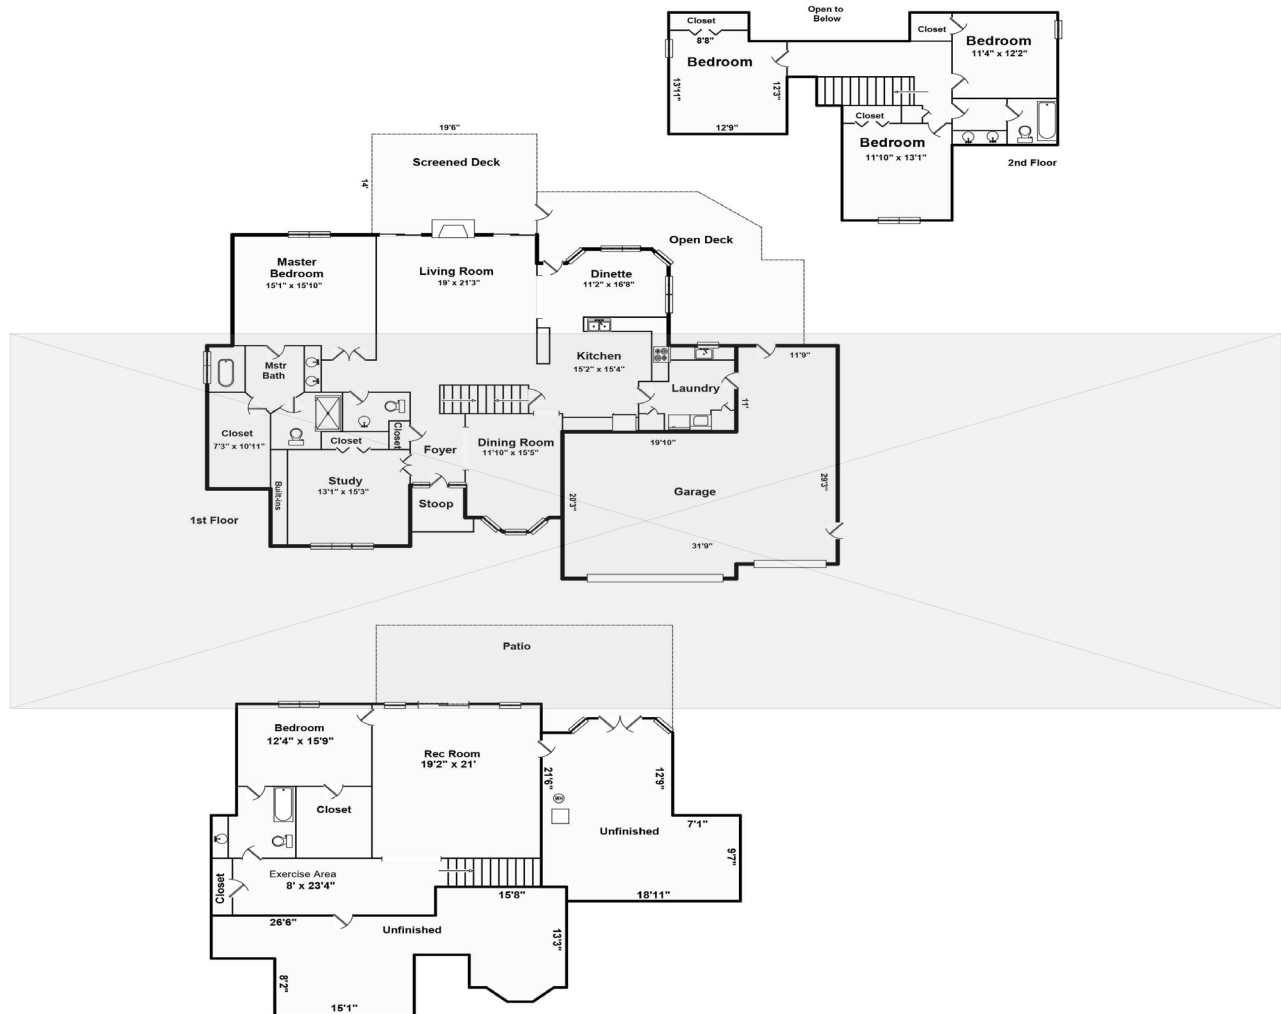 Closet
8'8"
Bedroom
13'11"
12'3"
12'9"
Open to
Below
Closet
Bedroom
11'4" x 12'2"
Closet
Bedroom
11'10" x 13'1"
2nd Floor
19'6"
Screened Deck
14'
Open Deck
Master
Bedroom
15'1" x 15'10"
Living Room
19' x 21'3"
Dinette
11'2" x 16'8"
Kitchen
15'2" x 15'4"
Mstr
Bath
Laundry
11'9"
11'
Closet
7'3" x 10'11"
Closet
Closet
Foyer
Dining Room
11'10" x 15'5"
19'10"
Study
13'1" x 15'3"
Built-ins
Stoop
Garage
20'3"
29'3"
31'9"
1st Floor
Patio
Bedroom
12'4" x 15'9"
Rec Room
19'2" x 21'
21'6"
12'9"
WH
Closet
Unfinished
7'1"
9'7"
18'11"
Exercise Area
8' x 23'4"
Closet
15'8"
26'6"
Unfinished
13'3"
8'2"
15'1"